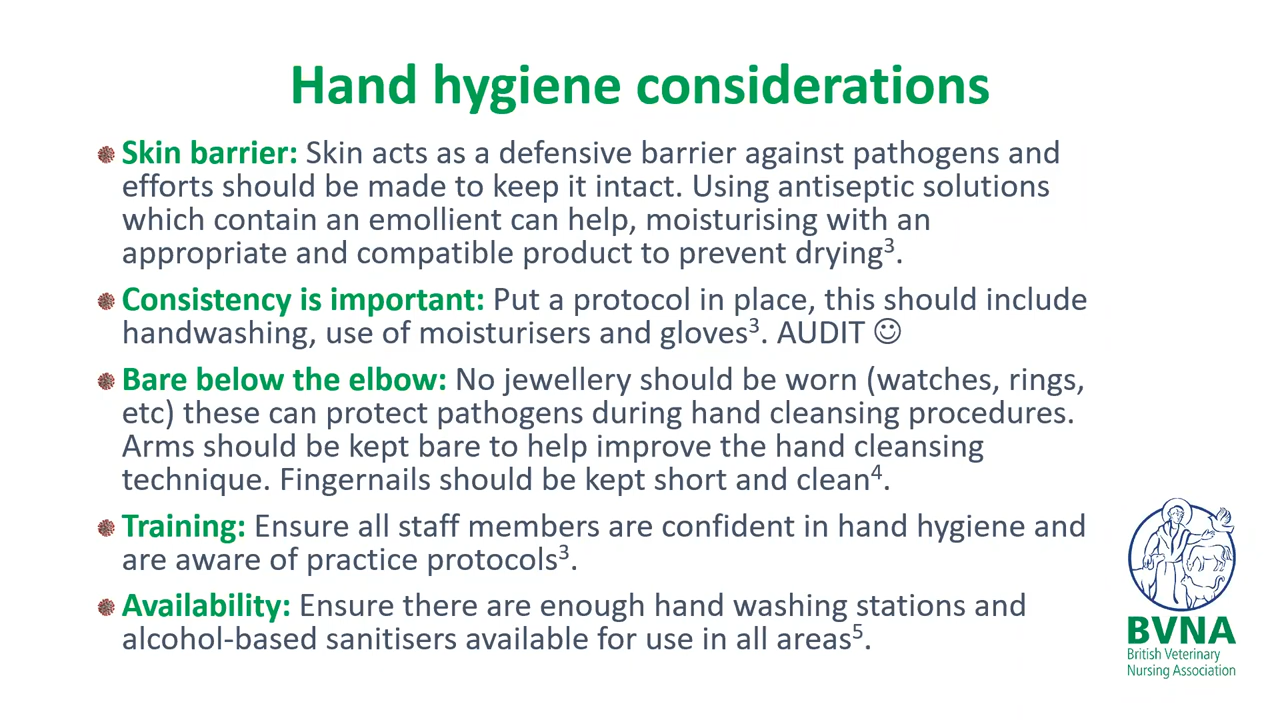 Hand hygiene considerations
Skin barrier: Skin acts as a defensive barrier against pathogens and
efforts should be made to keep it intact. Using antiseptic solutions
which contain an emollient can help, moisturising with an
appropriate and compatible product to prevent drying³.
Consistency is important: Put a protocol in place, this should include
handwashing, use of moisturisers and gloves³. AUDIT ☺
Bare below the elbow: No jewellery should be worn (watches, rings,
etc) these can protect pathogens during hand cleansing procedures.
Arms should be kept bare to help improve the hand cleansing
technique. Fingernails should be kept short and clean⁴.
Training: Ensure all staff members are confident in hand hygiene and
are aware of practice protocols³.
Availability: Ensure there are enough hand washing stations and
alcohol-based sanitisers available for use in all areas⁵.
BVNA
British Veterinary
Nursing Association